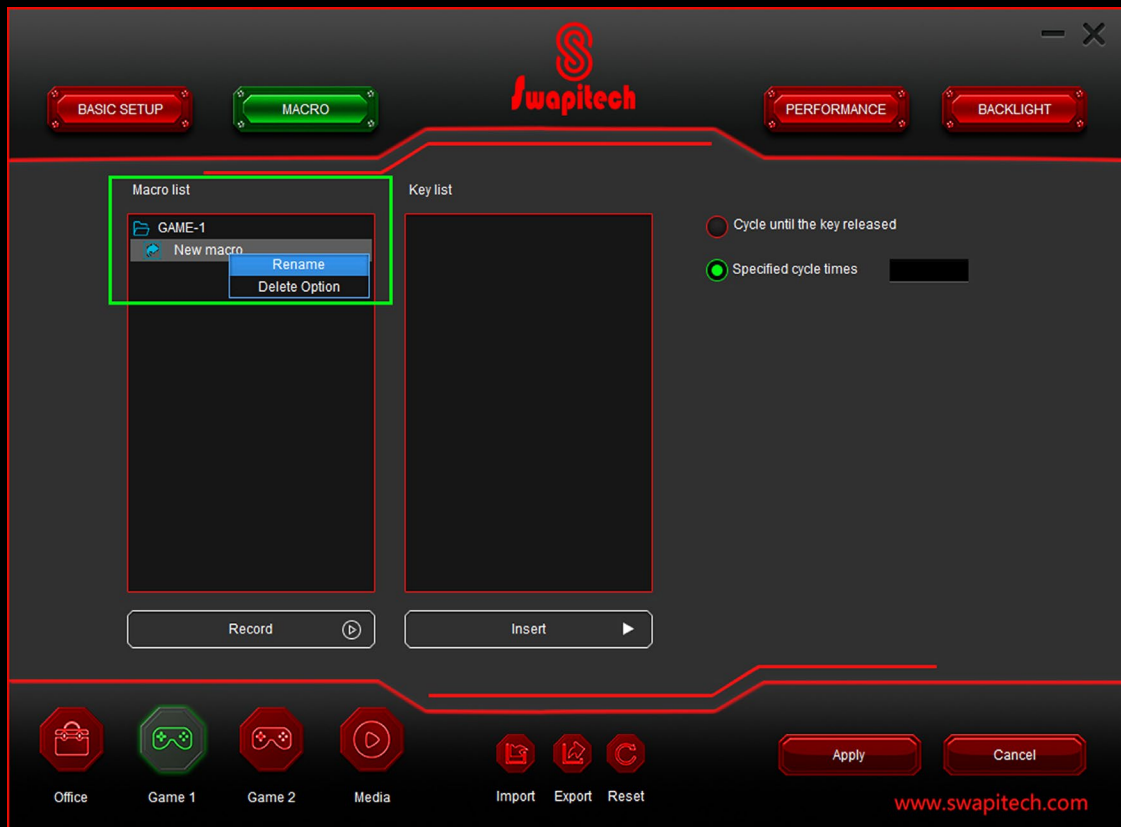 Swapitech
BASIC SETUP
MACRO
PERFORMANCE
BACKLIGHT
Macro list
Key list
GAME-1
New macro
Rename
Delete Option
Cycle until the key released
Specified cycle times
Record
Insert
Office
Game 1
Game 2
Media
Import
Export
Reset
Apply
Cancel
www.swapitech.com